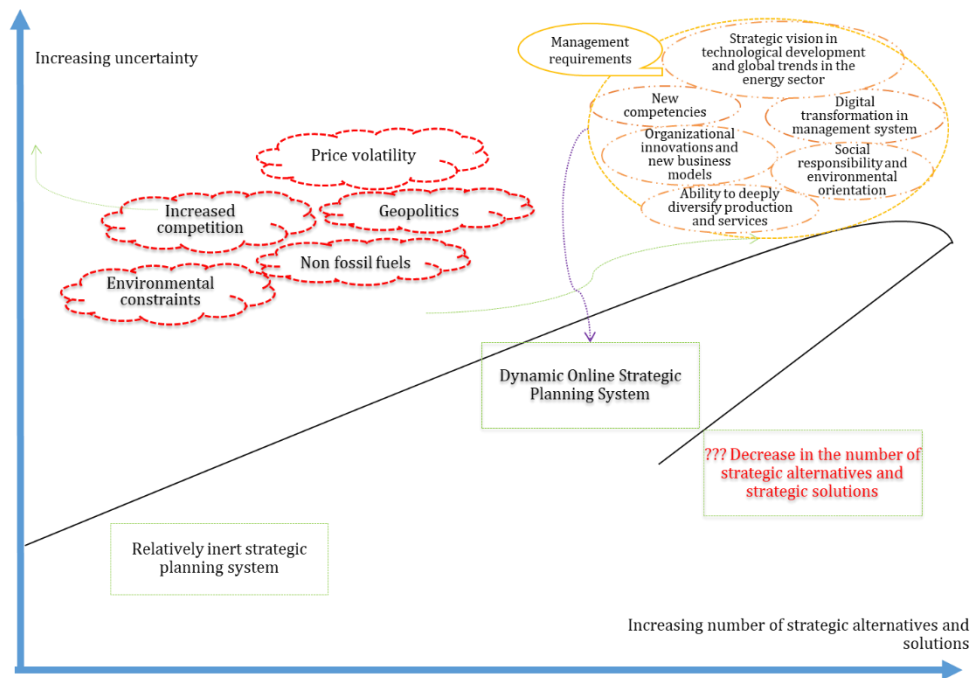 Increasing uncertainty
Management
requirements
Strategic vision in
technological development
and global trends in the
energy sector
New
competencies
Digital
transformation in
management system
Organizational
innovations and
new business
models
Social
responsibility and
environmental
orientation
Ability to deeply
diversify production
and services
Price volatility
Increased
competition
Geopolitics
Non fossil fuels
Environmental
constraints
Dynamic Online Strategic
Planning System
??? Decrease in the number of
strategic alternatives and
strategic solutions
Relatively inert strategic
planning system
Increasing number of strategic alternatives and
solutions